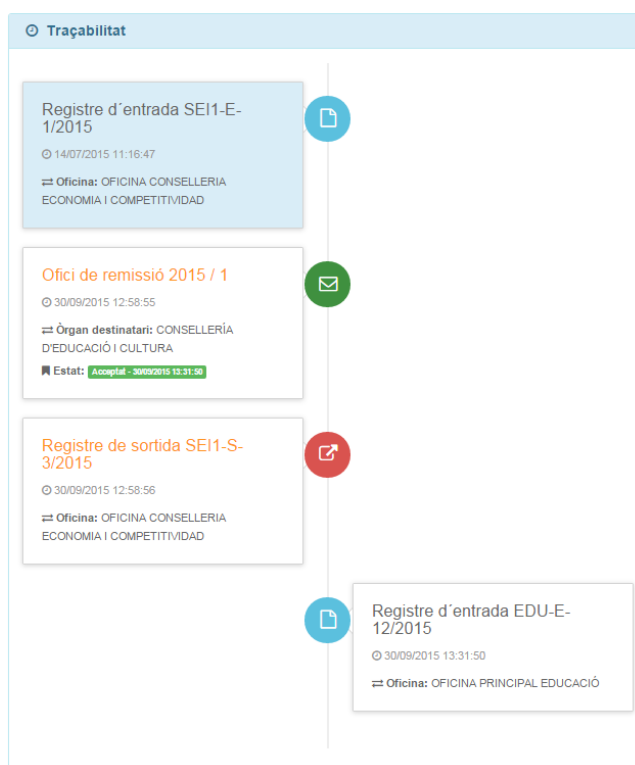 Traçabilitat
Registre d´entrada SEI1-E-
1/2015
14/07/2015 11:16:47
Oficina: OFICINA CONSELLERIA
ECONOMIA I COMPETITIVIDAD
Ofici de remissió 2015 / 1
30/09/2015 12:58:55
Òrgan destinatari: CONSELLERÍA
D'EDUCACIÓ I CULTURA
Estat: Acceptat - 30/09/2015 13:31:50
Registre de sortida SEI1-S-
3/2015
30/09/2015 12:58:56
Oficina: OFICINA CONSELLERIA
ECONOMIA I COMPETITIVIDAD
Registre d´entrada EDU-E-
12/2015
30/09/2015 13:31:50
Oficina: OFICINA PRINCIPAL EDUCACIÓ